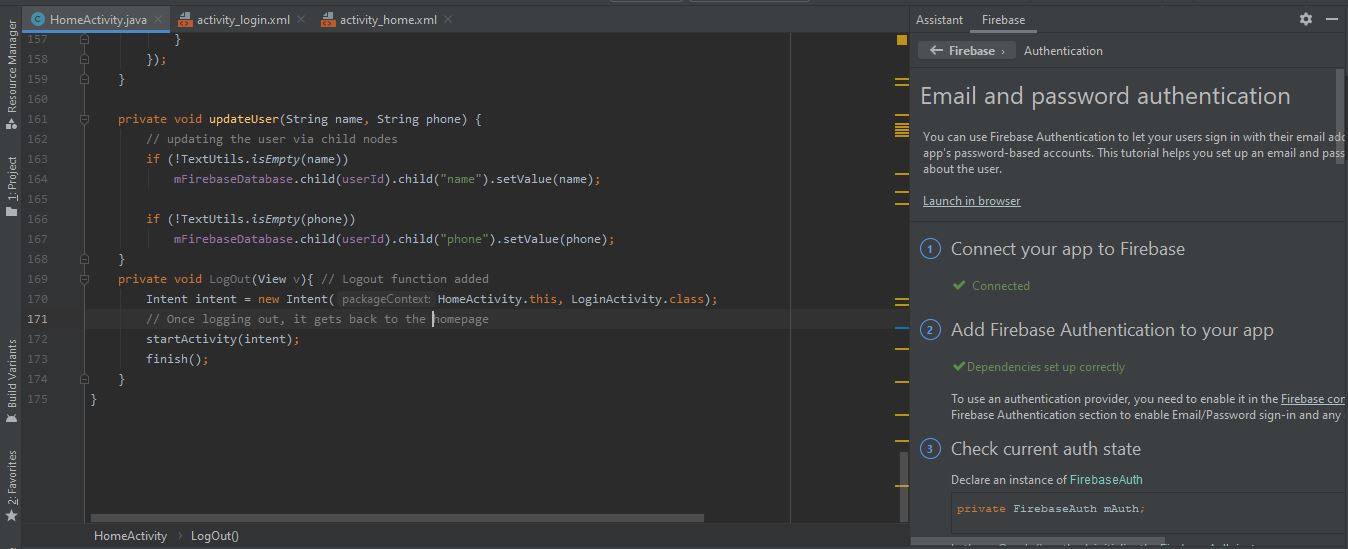 HomeActivity.java
activity_login.xml
activity_home.xml
Resource Manager
1: Project
Build Variants
2: Favorites
157 }
158 });
159 }
160
161 private void updateUser(String name, String phone) {
162 // updating the user via child nodes
163 if (!TextUtils.isEmpty(name))
164 mFirebaseDatabase.child(userId).child("name").setValue(name);
165
166 if (!TextUtils.isEmpty(phone))
167 mFirebaseDatabase.child(userId).child("phone").setValue(phone);
168 }
169 private void LogOut(View v){ // Logout function added
170 Intent intent = new Intent( packageContext: HomeActivity.this, LoginActivity.class);
171 // Once logging out, it gets back to the homepage
172 startActivity(intent);
173 finish();
174 }
175 }
HomeActivity › LogOut()
Assistant Firebase
← Firebase › Authentication
Email and password authentication
You can use Firebase Authentication to let your users sign in with their email add
app's password-based accounts. This tutorial helps you set up an email and pass
about the user.
Launch in browser
1 Connect your app to Firebase
✔ Connected
2 Add Firebase Authentication to your app
✔ Dependencies set up correctly
To use an authentication provider, you need to enable it in the Firebase con
Firebase Authentication section to enable Email/Password sign-in and any
3 Check current auth state
Declare an instance of FirebaseAuth
private FirebaseAuth mAuth;